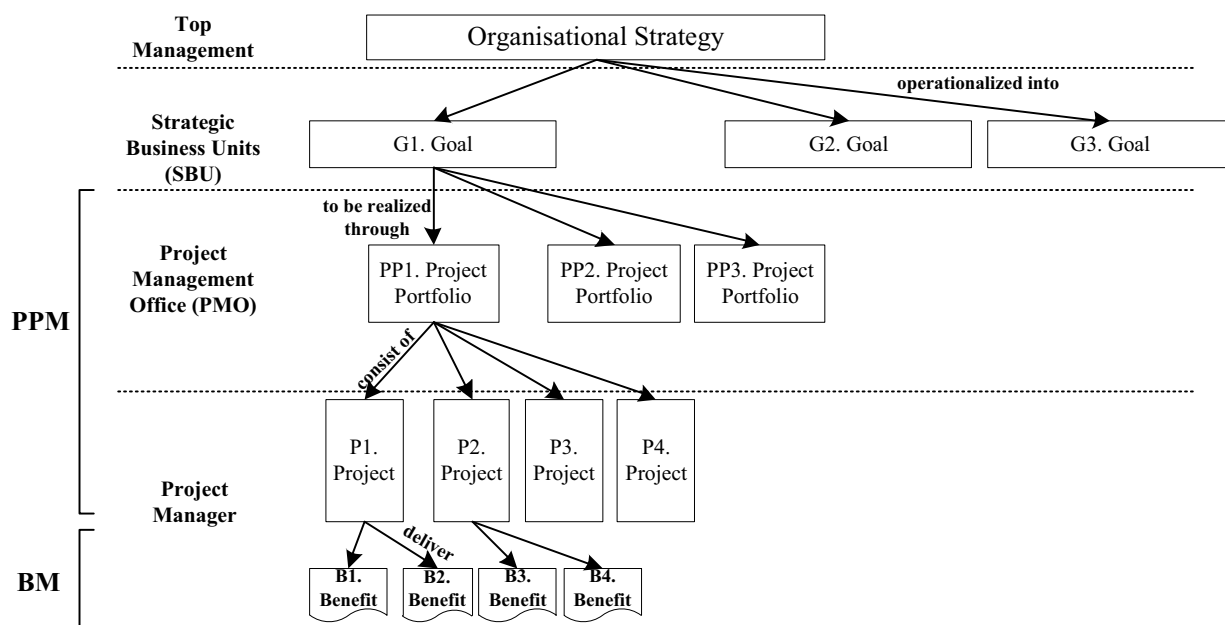 Top
Management
Organisational Strategy
operationalized into
Strategic
Business Units
(SBU)
G1. Goal
G2. Goal
G3. Goal
to be realized
through
PPM
Project
Management
Office (PMO)
PP1. Project
Portfolio
PP2. Project
Portfolio
PP3. Project
Portfolio
consist of
P1.
Project
P2.
Project
P3.
Project
P4.
Project
Project
Manager
deliver
BM
B1.
Benefit
B2.
Benefit
B3.
Benefit
B4.
Benefit